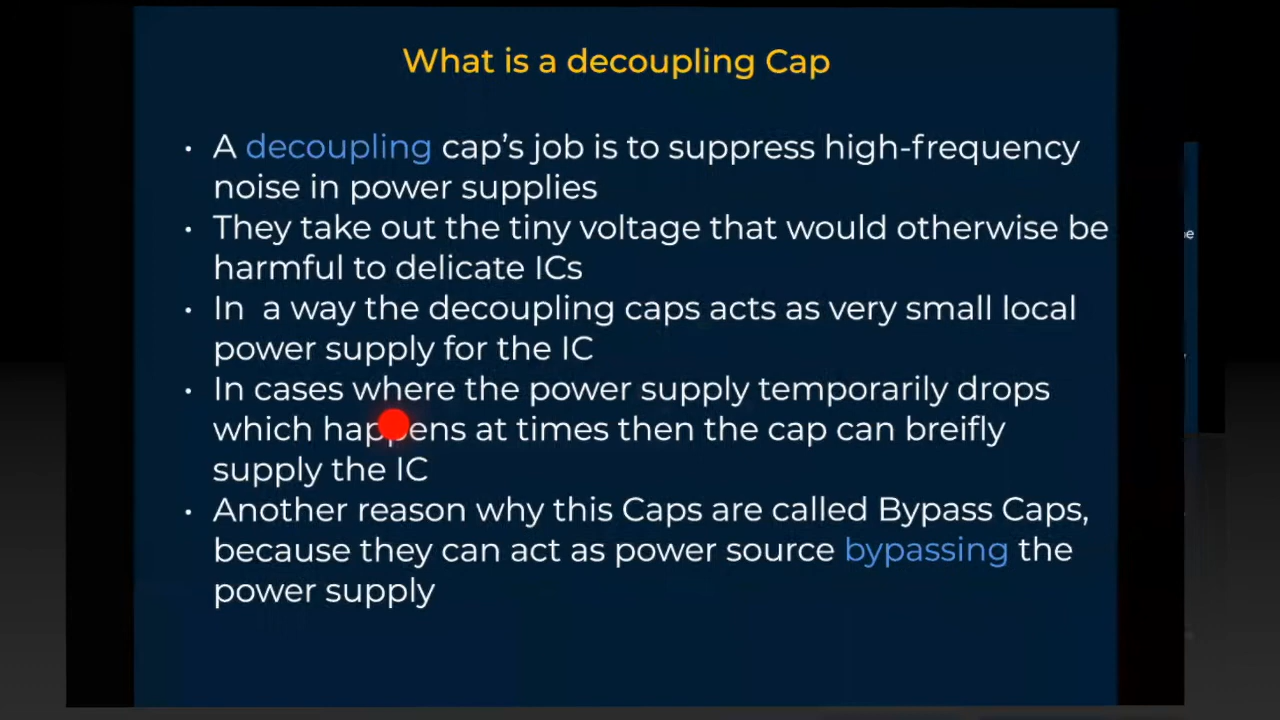 What is a decoupling Cap
• A decoupling cap's job is to suppress high-frequency
noise in power supplies
• They take out the tiny voltage that would otherwise be
harmful to delicate ICs
• In a way the decoupling caps acts as very small local
power supply for the IC
• In cases where the power supply temporarily drops
which happens at times then the cap can breifly
supply the IC
• Another reason why this Caps are called Bypass Caps,
because they can act as power source bypassing the
power supply